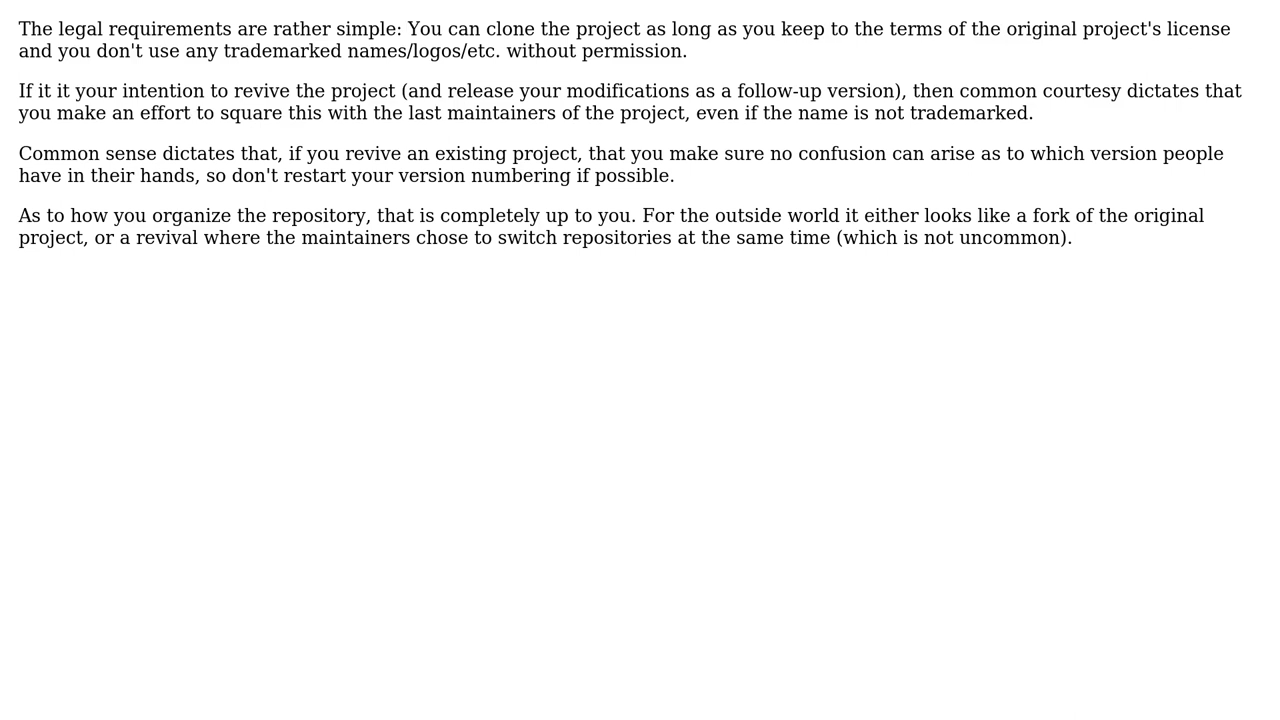 The legal requirements are rather simple: You can clone the project as long as you keep to the terms of the original project's license
and you don't use any trademarked names/logos/etc. without permission.
If it it your intention to revive the project (and release your modifications as a follow-up version), then common courtesy dictates that
you make an effort to square this with the last maintainers of the project, even if the name is not trademarked.
Common sense dictates that, if you revive an existing project, that you make sure no confusion can arise as to which version people
have in their hands, so don't restart your version numbering if possible.
As to how you organize the repository, that is completely up to you. For the outside world it either looks like a fork of the original
project, or a revival where the maintainers chose to switch repositories at the same time (which is not uncommon).